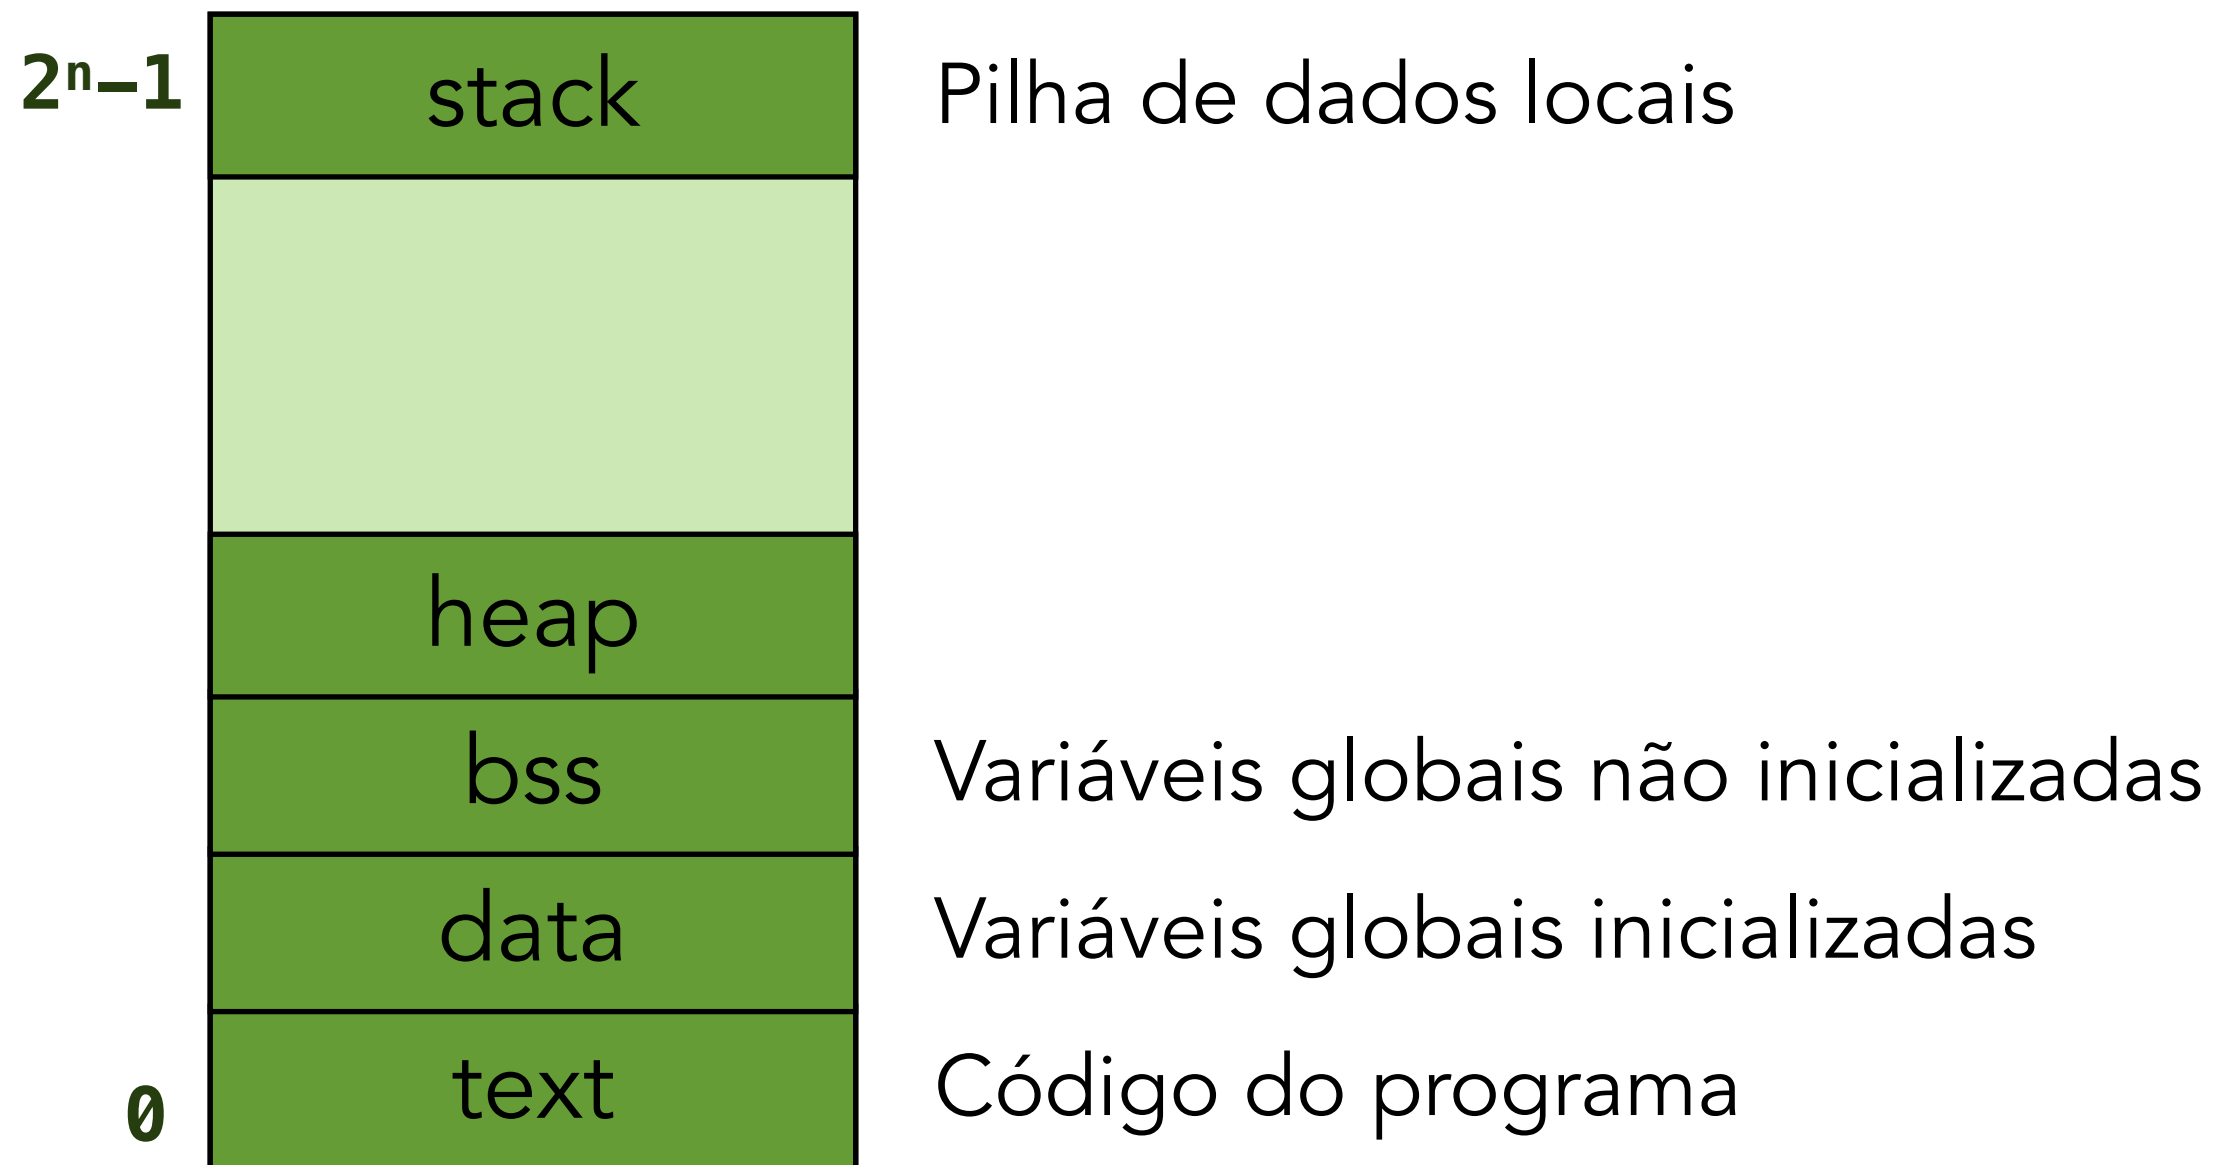 2ⁿ–1 stack Pilha de dados locais
heap
bss Variáveis globais não inicializadas
data Variáveis globais inicializadas
0 text Código do programa